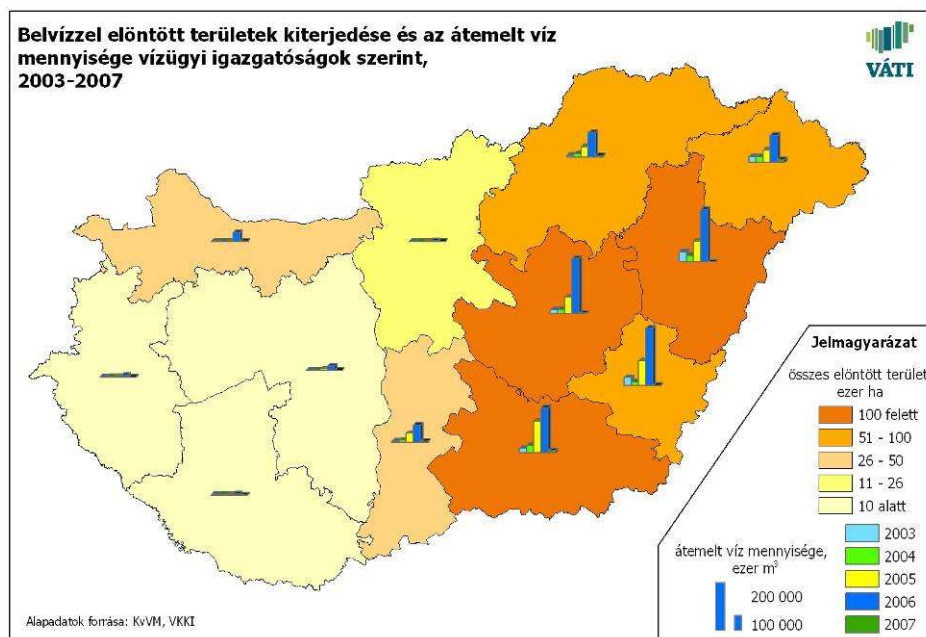 Belvízzel elöntött területek kiterjedése és az átemelt víz
mennyisége vízügyi igazgatóságok szerint,
2003-2007
VÁTI
Jelmagyarázat
összes elöntött terület
ezer ha
100 felett
51 - 100
26 - 50
11 - 26
10 alatt
átemelt víz mennyisége,
ezer m³
200 000
100 000
2003
2004
2005
2006
2007
Alapadatok forrása: KvVM, VKKI